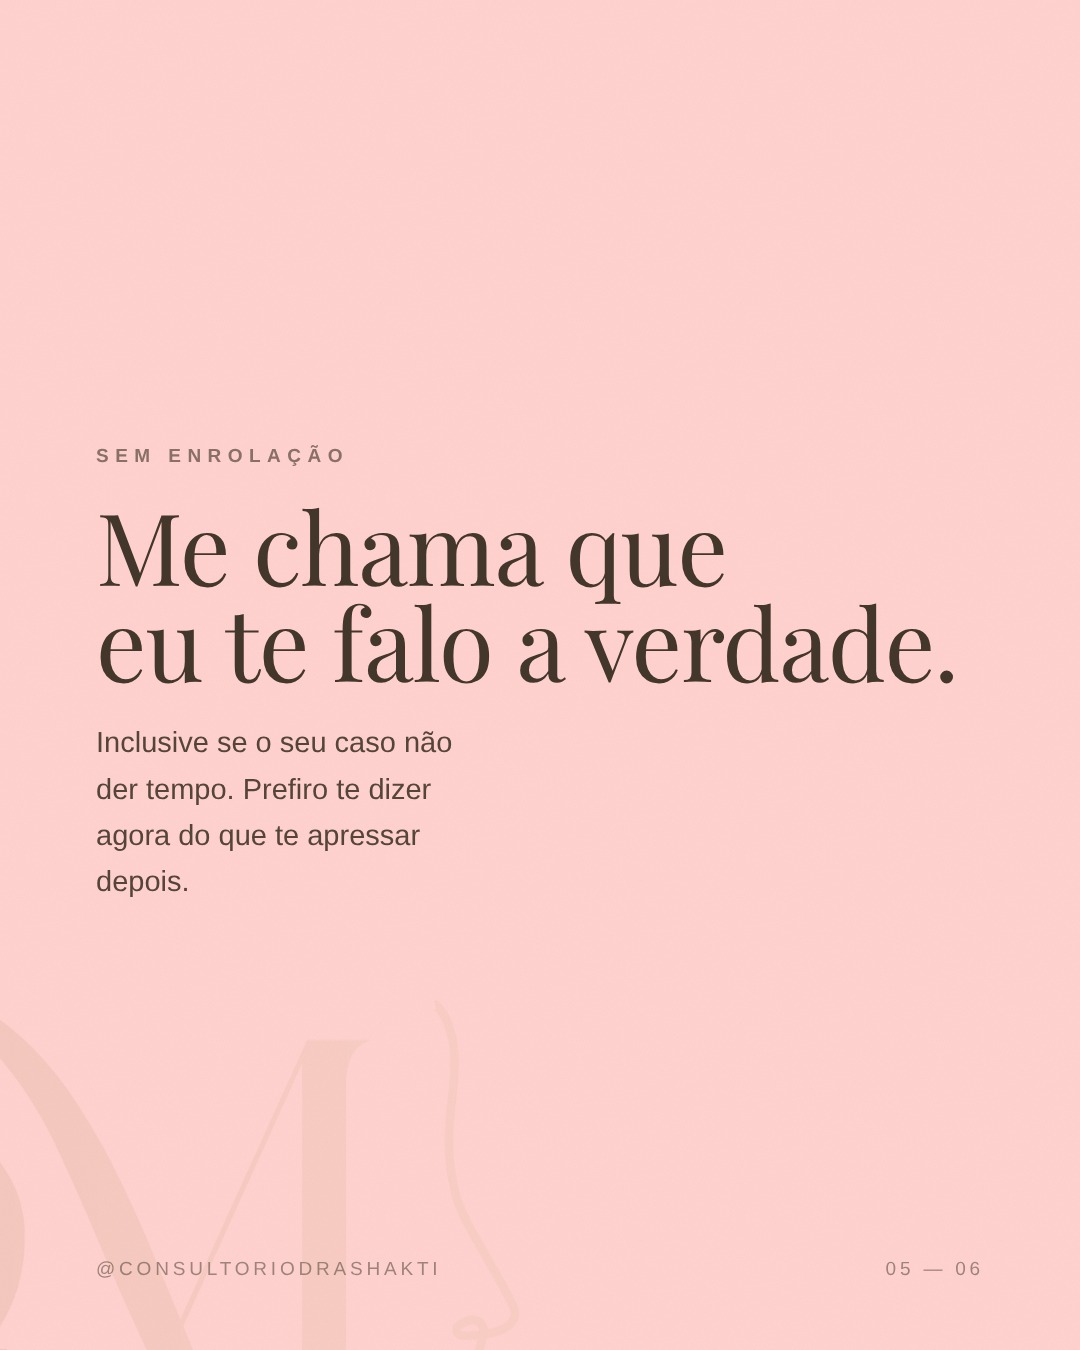 SEM ENROLAÇÃO
Me chama que
eu te falo a verdade.
Inclusive se o seu caso não
der tempo. Prefiro te dizer
agora do que te apressar
depois.
M
@CONSULTORIODRASHAKTI
05 — 06